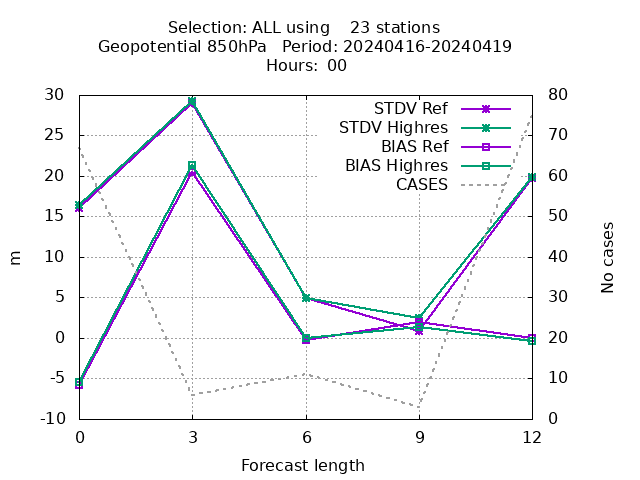 Selection: ALL using    23 stations
Geopotential 850hPa   Period: 20240416-20240419
Hours:  00
30
25
20
15
10
5
0
-5
-10
80
70
60
50
40
30
20
10
0
STDV Ref
STDV Highres
BIAS Ref
BIAS Highres
CASES
m
No cases
0 3 6 9 12
Forecast length